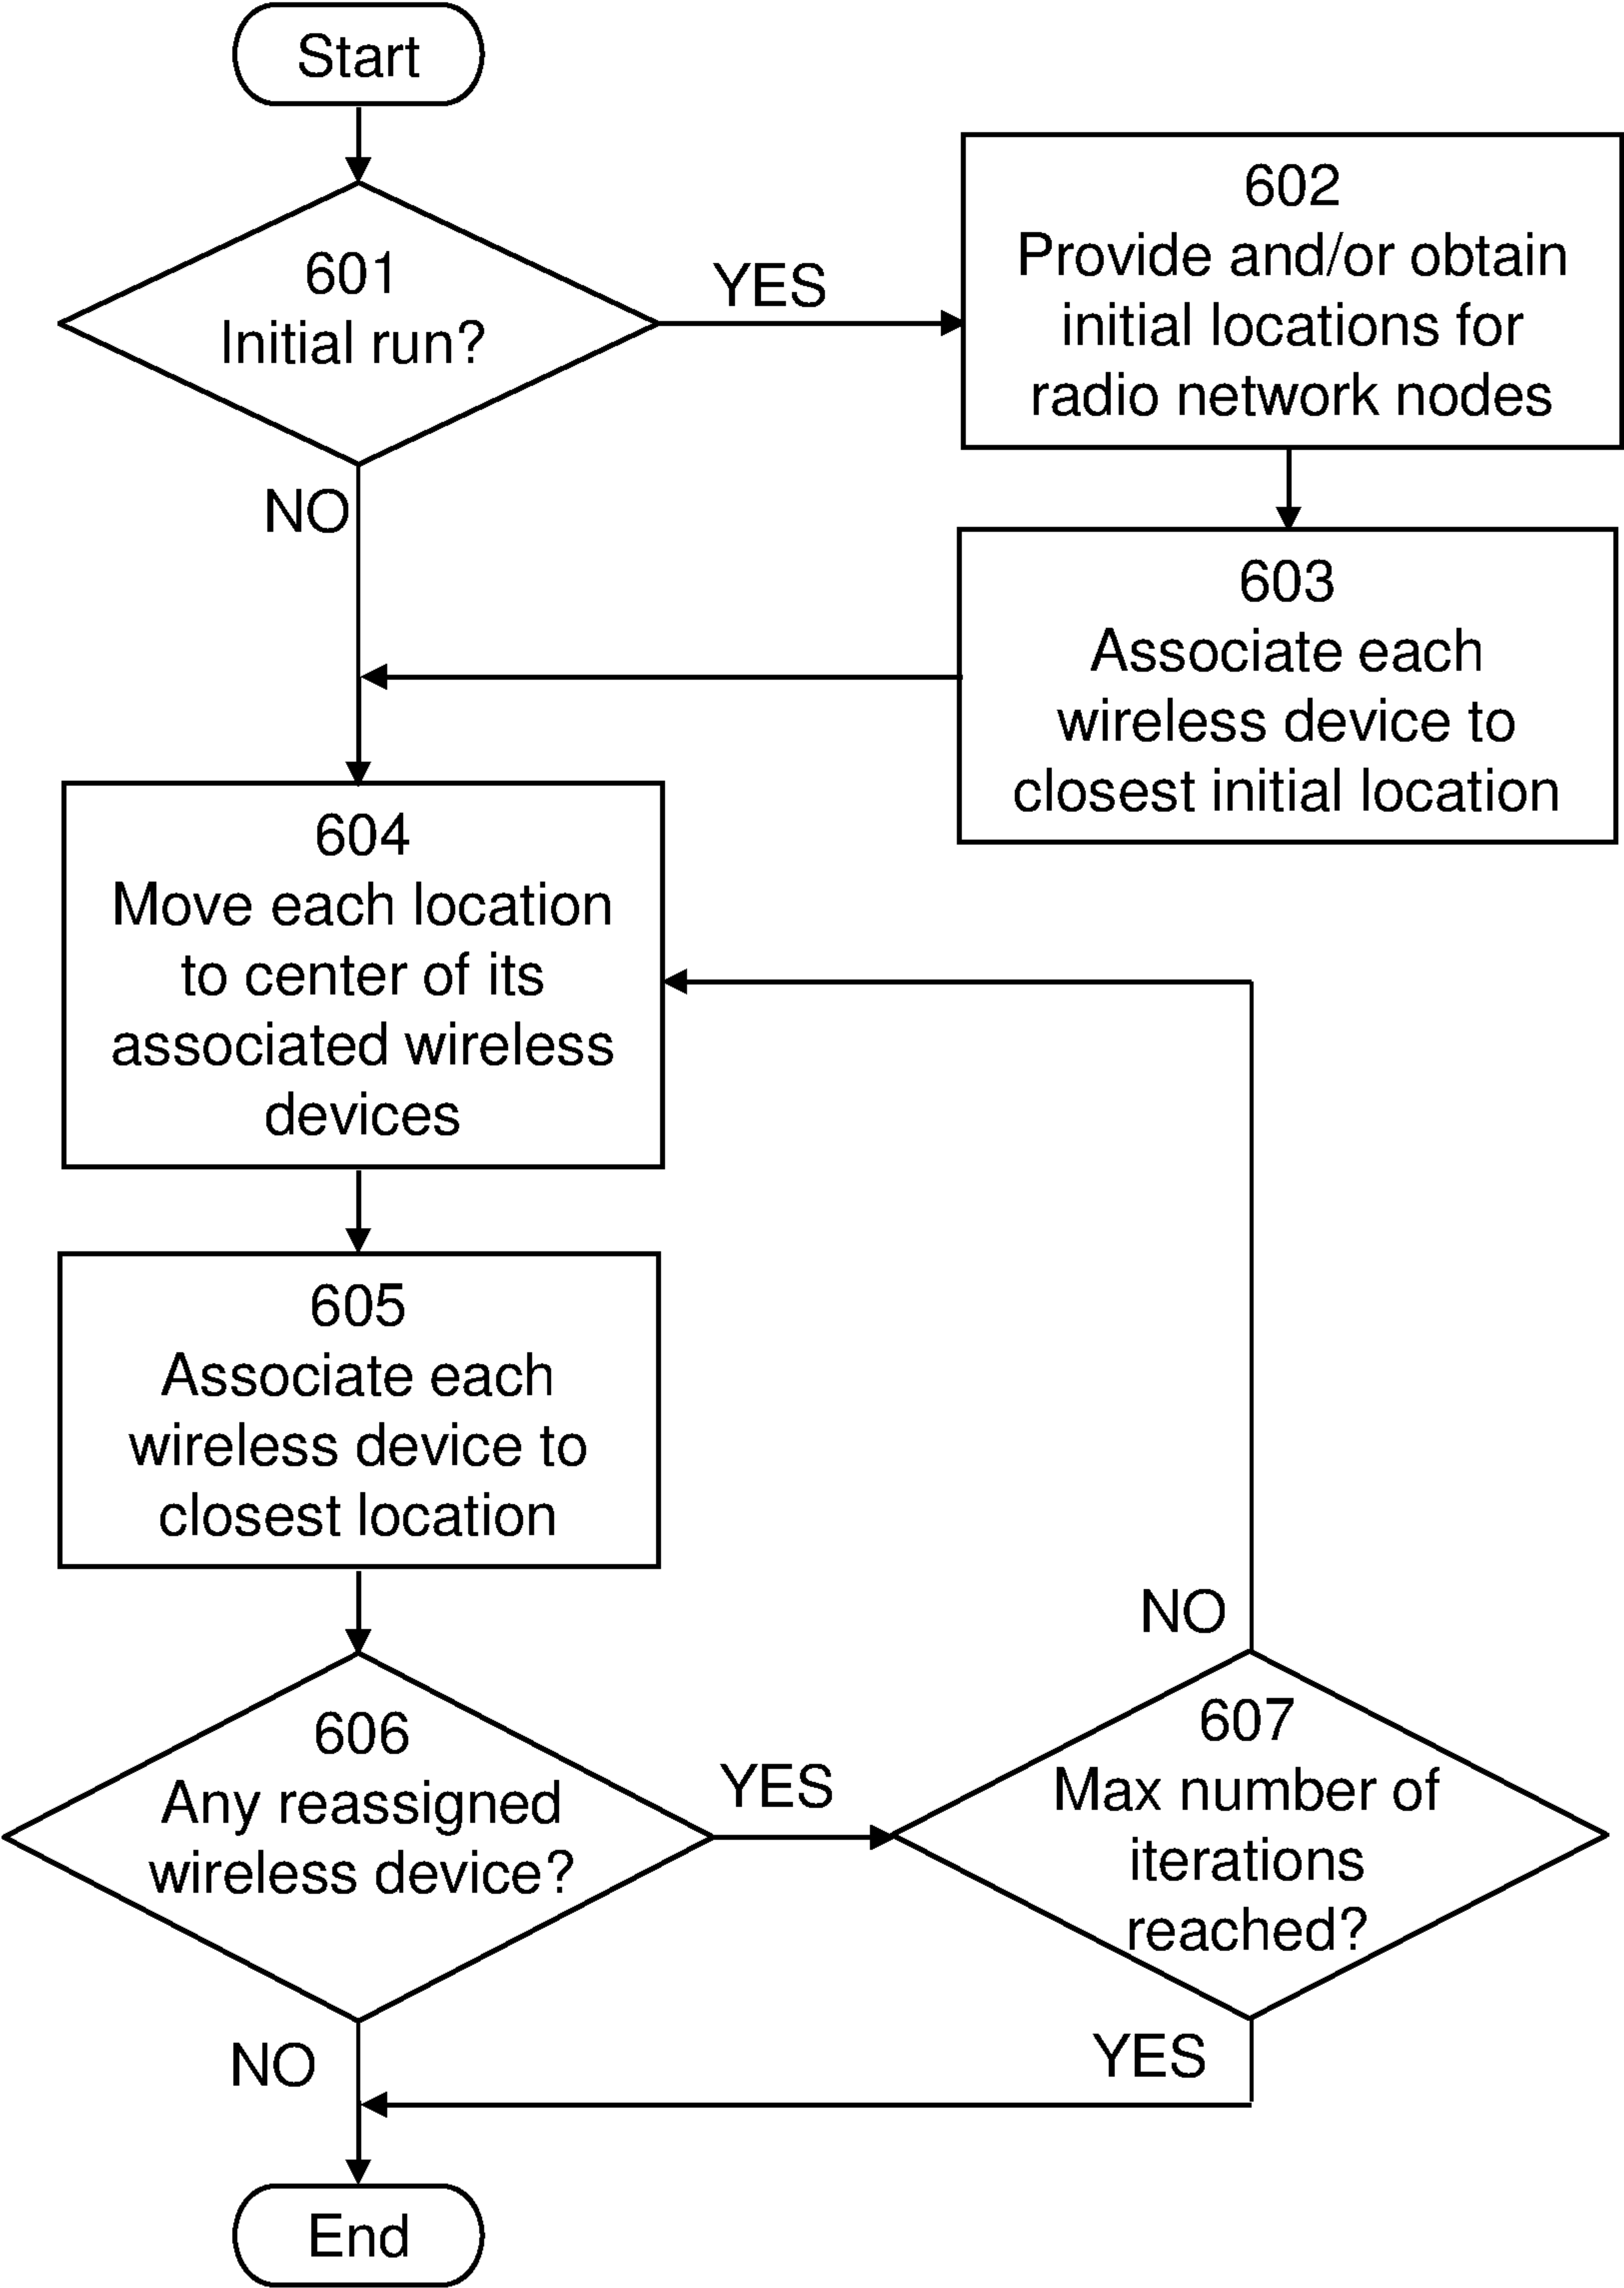 Start
601
Initial run?
YES
602
Provide and/or obtain
initial locations for
radio network nodes
NO
603
Associate each
wireless device to
closest initial location
604
Move each location
to center of its
associated wireless
devices
605
Associate each
wireless device to
closest location
606
Any reassigned
wireless device?
YES
NO
607
Max number of
iterations
reached?
NO
YES
End